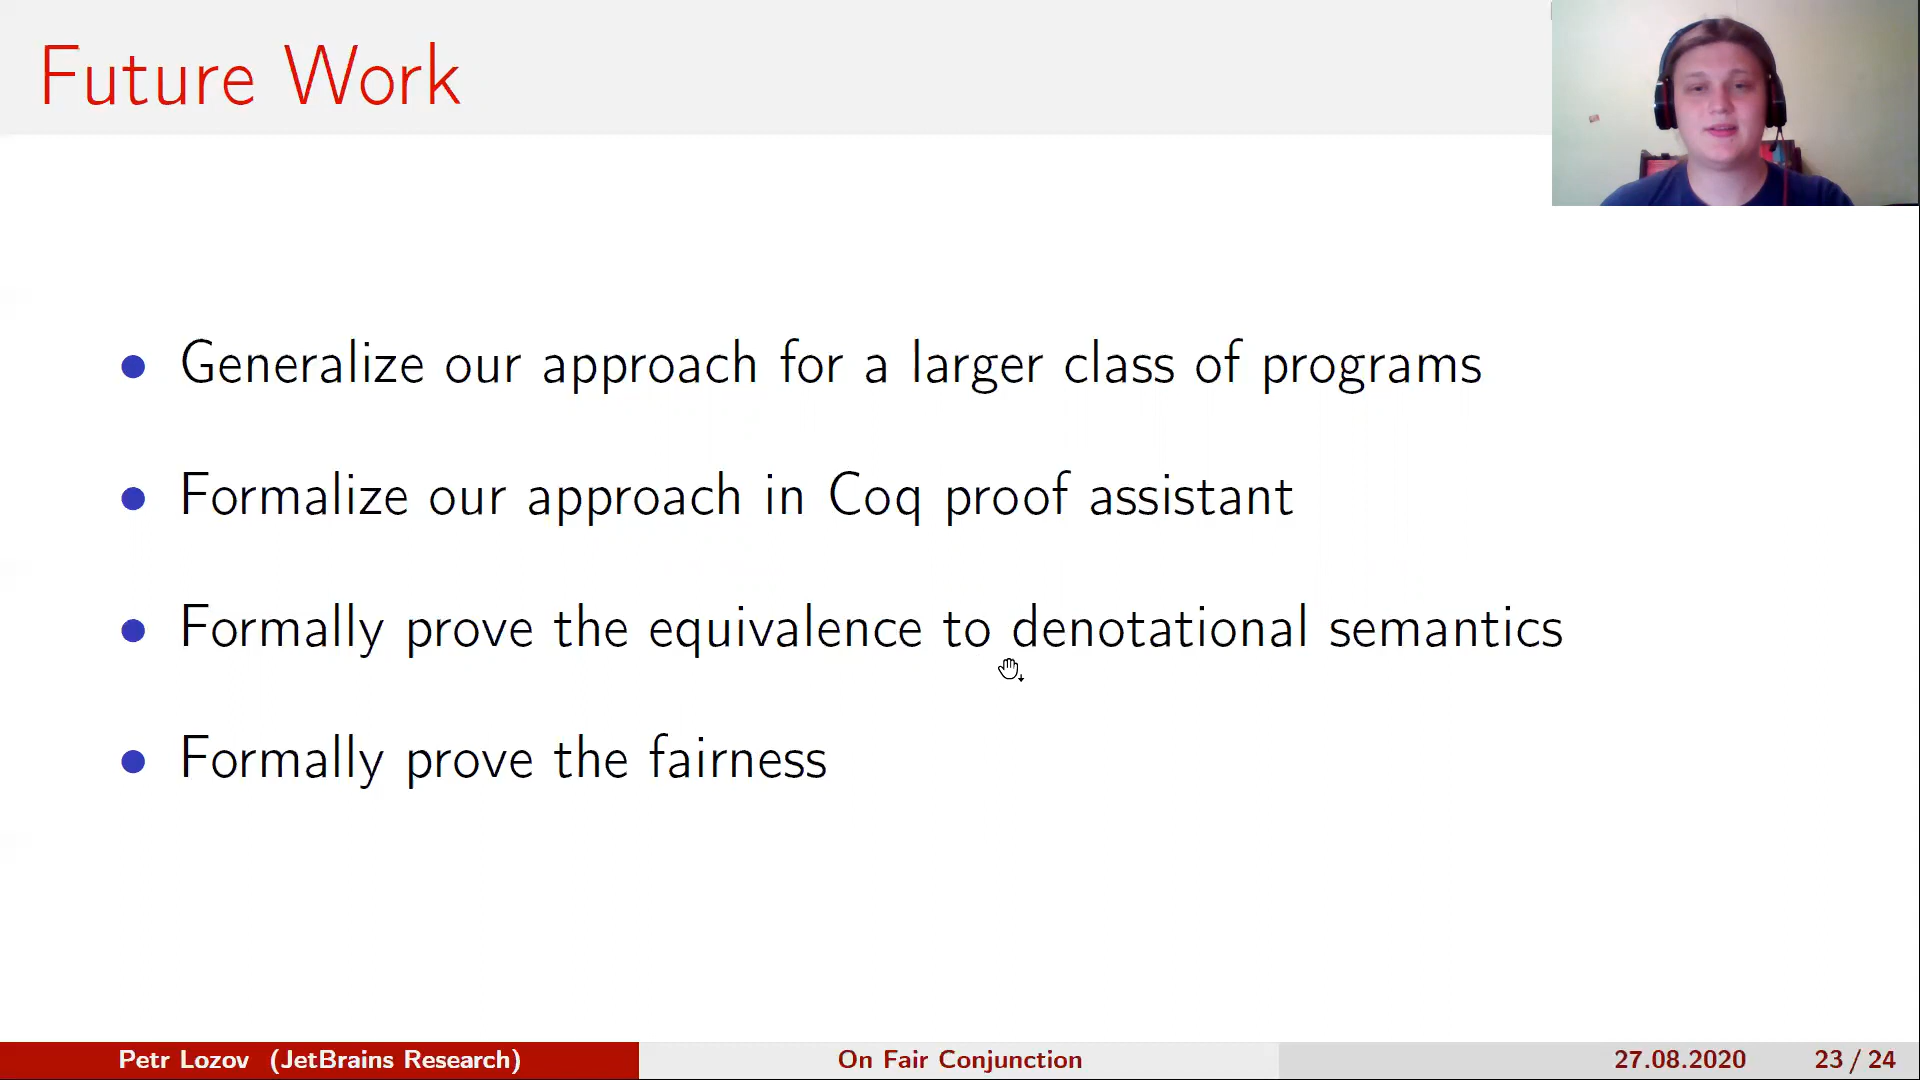 Future Work
Generalize our approach for a larger class of programs
Formalize our approach in Coq proof assistant
Formally prove the equivalence to denotational semantics
Formally prove the fairness
Petr Lozov (JetBrains Research)
On Fair Conjunction
27.08.2020
23 / 24